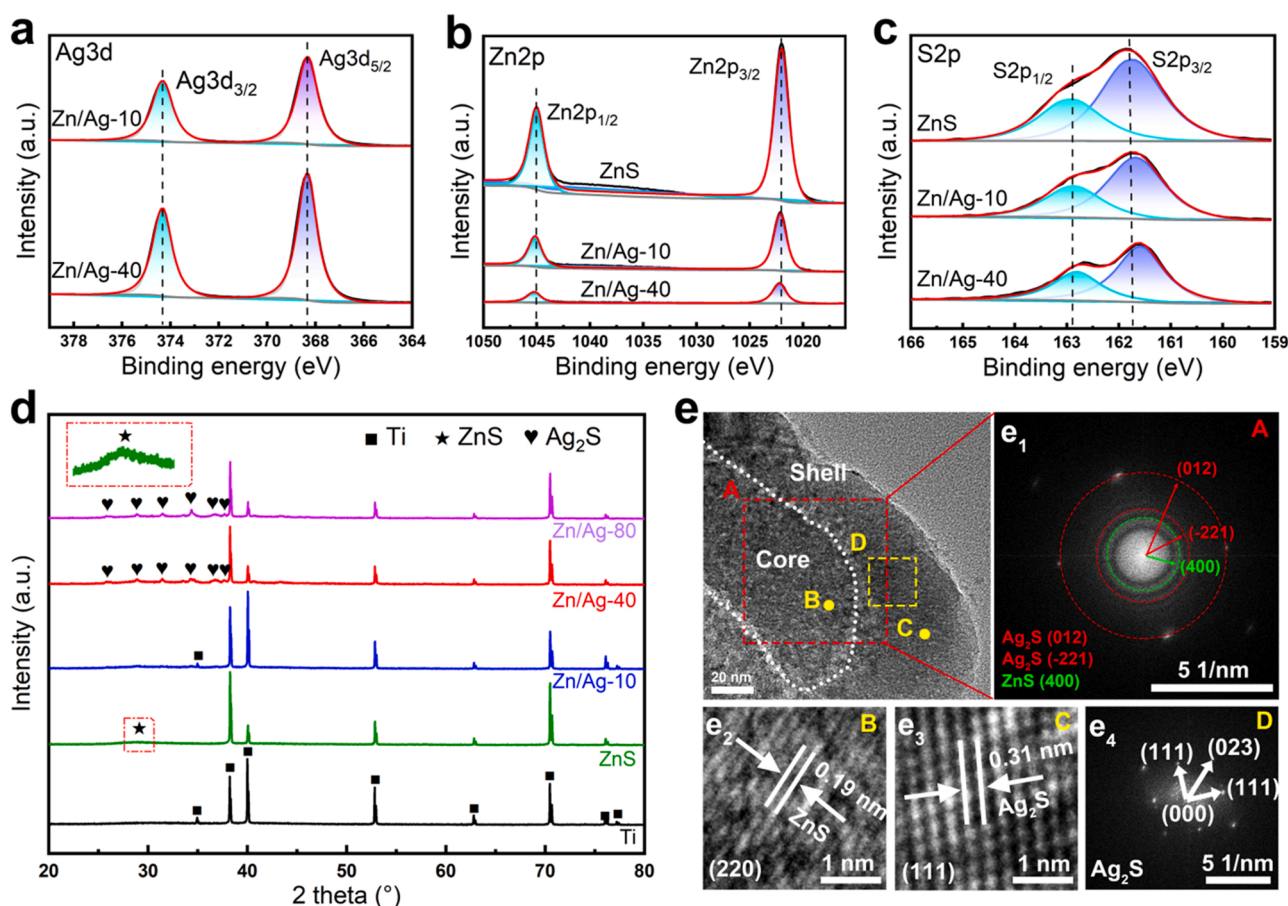 a
Ag3d
Ag3d3/2
Ag3d5/2
Zn/Ag-10
Zn/Ag-40
Intensity (a.u.)
378 376 374 372 370 368 366 364
Binding energy (eV)
b
Zn2p
Zn2p3/2
Zn2p1/2
ZnS
Zn/Ag-10
Zn/Ag-40
Intensity (a.u.)
1050 1045 1040 1035 1030 1025 1020
Binding energy (eV)
c
S2p
S2p1/2
S2p3/2
ZnS
Zn/Ag-10
Zn/Ag-40
Intensity (a.u.)
166 165 164 163 162 161 160 159
Binding energy (eV)
d
■ Ti ★ ZnS ♥ Ag2S
Zn/Ag-80
Zn/Ag-40
Zn/Ag-10
ZnS
Ti
Intensity (a.u.)
20 30 40 50 60 70 80
2 theta (°)
e
Shell
A
D
Core
B
C
20 nm
e1
A
(012)
(-221)
(400)
Ag2S (012)
Ag2S (-221)
ZnS (400)
5 1/nm
e2
B
0.19 nm
ZnS
(220)
1 nm
e3
C
0.31 nm
Ag2S
(111)
1 nm
e4
D
(111)
(023)
(111)
(000)
Ag2S
5 1/nm